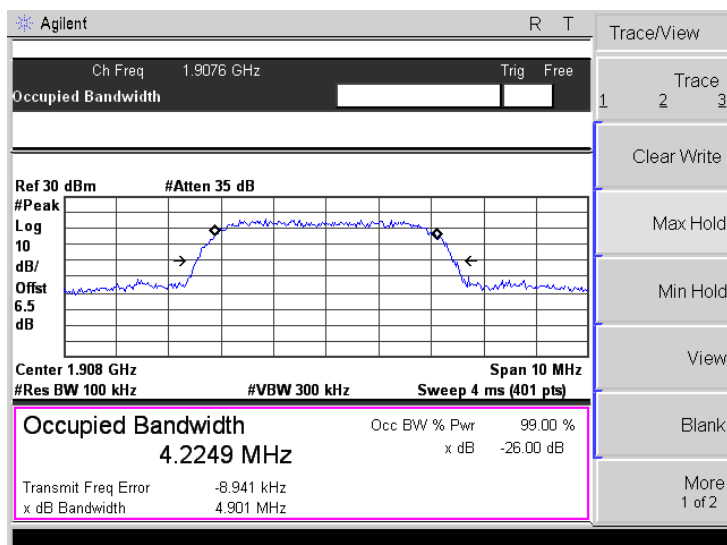 Agilent R T
Trace/View
Ch Freq 1.9076 GHz Trig Free
Occupied Bandwidth
Trace
1 2 3
Clear Write
Ref 30 dBm #Atten 35 dB
#Peak
Log
10
dB/
Offst
6.5
dB
Max Hold
Min Hold
View
Center 1.908 GHz Span 10 MHz
#Res BW 100 kHz #VBW 300 kHz Sweep 4 ms (401 pts)
Occupied Bandwidth Occ BW % Pwr 99.00 %
4.2249 MHz x dB -26.00 dB
Transmit Freq Error -8.941 kHz
x dB Bandwidth 4.901 MHz
Blank
More
1 of 2